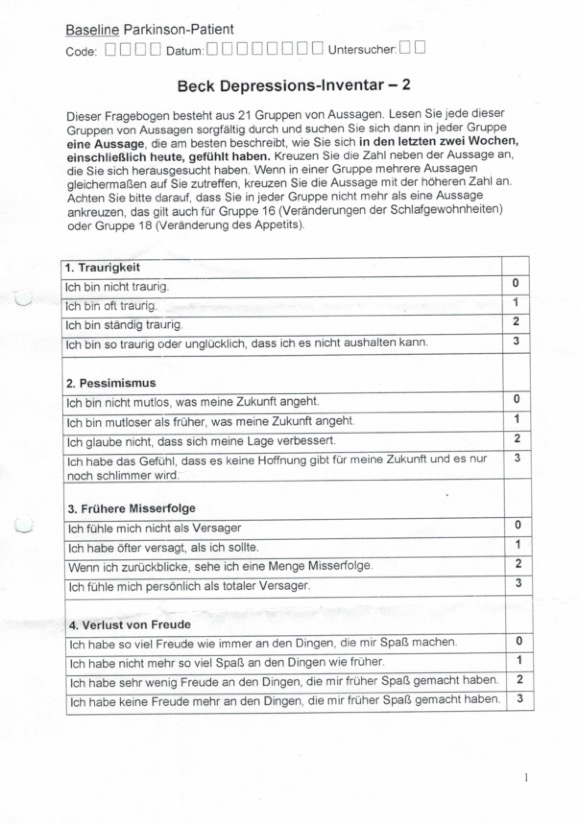 Baseline Parkinson-Patient
Code: □□□□ Datum:□□□□□□□□ Untersucher:□□
Beck Depressions-Inventar – 2
Dieser Fragebogen besteht aus 21 Gruppen von Aussagen. Lesen Sie jede dieser
Gruppen von Aussagen sorgfältig durch und suchen Sie sich dann in jeder Gruppe
eine Aussage, die am besten beschreibt, wie Sie sich in den letzten zwei Wochen,
einschließlich heute, gefühlt haben. Kreuzen Sie die Zahl neben der Aussage an,
die Sie sich herausgesucht haben. Wenn in einer Gruppe mehrere Aussagen
gleichermaßen auf Sie zutreffen, kreuzen Sie die Aussage mit der höheren Zahl an.
Achten Sie bitte darauf, dass Sie in jeder Gruppe nicht mehr als eine Aussage
ankreuzen, das gilt auch für Gruppe 16 (Veränderungen der Schlafgewohnheiten)
oder Gruppe 18 (Veränderung des Appetits).
1. Traurigkeit
Ich bin nicht traurig. 0
Ich bin oft traurig. 1
Ich bin ständig traurig. 2
Ich bin so traurig oder unglücklich, dass ich es nicht aushalten kann. 3
2. Pessimismus
Ich bin nicht mutlos, was meine Zukunft angeht. 0
Ich bin mutloser als früher, was meine Zukunft angeht. 1
Ich glaube nicht, dass sich meine Lage verbessert. 2
Ich habe das Gefühl, dass es keine Hoffnung gibt für meine Zukunft und es nur 3
noch schlimmer wird.
3. Frühere Misserfolge
Ich fühle mich nicht als Versager 0
Ich habe öfter versagt, als ich sollte. 1
Wenn ich zurückblicke, sehe ich eine Menge Misserfolge. 2
Ich fühle mich persönlich als totaler Versager. 3
4. Verlust von Freude
Ich habe so viel Freude wie immer an den Dingen, die mir Spaß machen. 0
Ich habe nicht mehr so viel Spaß an den Dingen wie früher. 1
Ich habe sehr wenig Freude an den Dingen, die mir früher Spaß gemacht haben. 2
Ich habe keine Freude mehr an den Dingen, die mir früher Spaß gemacht haben. 3
1